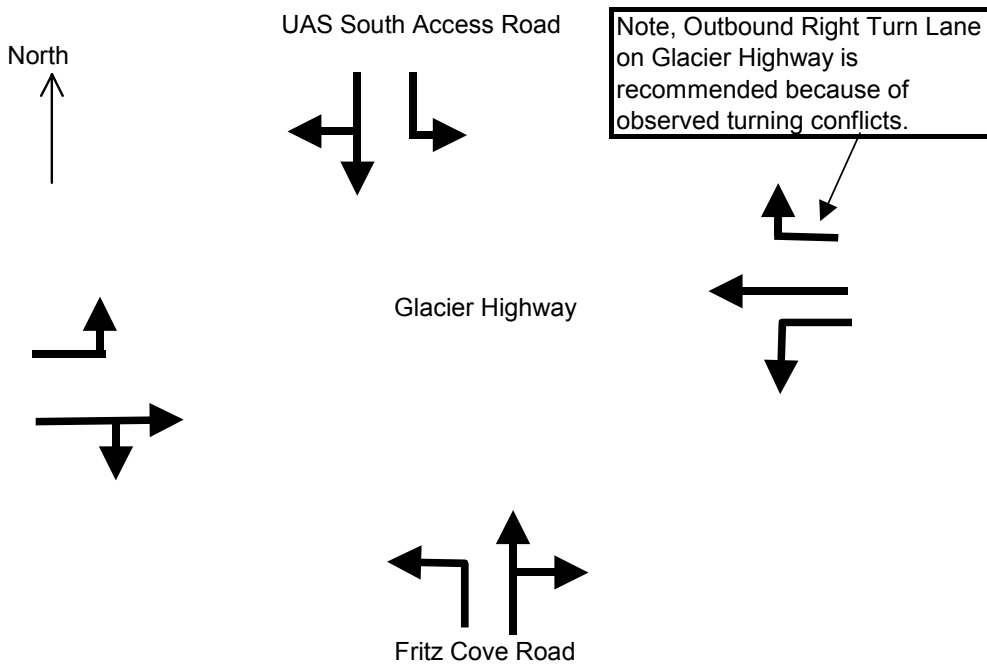 UAS South Access Road
Note, Outbound Right Turn Lane
on Glacier Highway is
recommended because of
observed turning conflicts.
North
Glacier Highway
Fritz Cove Road